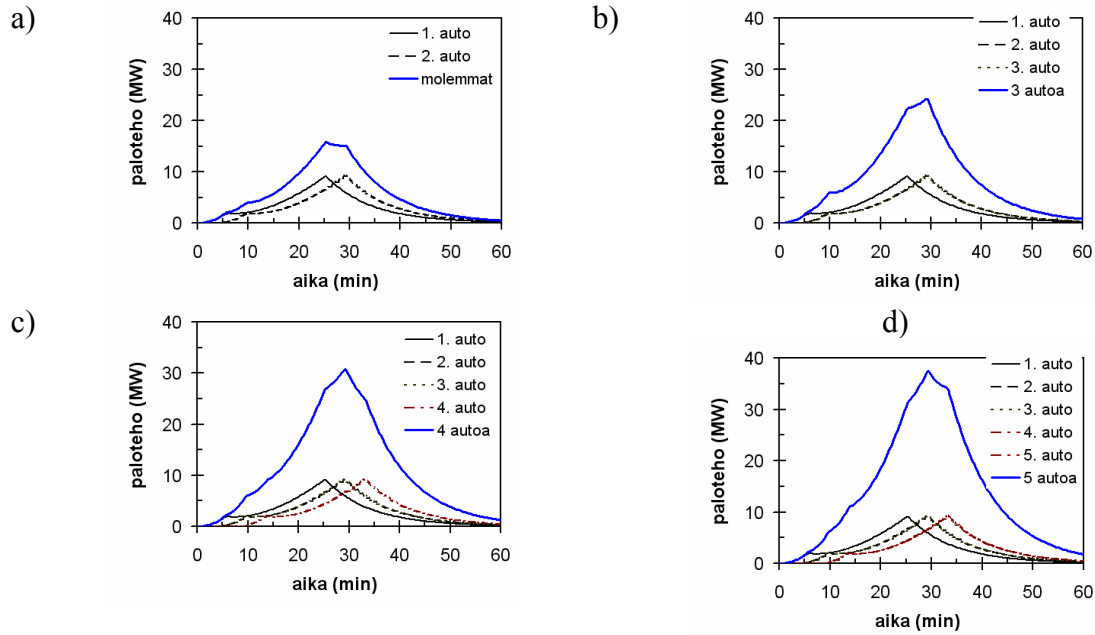 a)
40
30
20
10
0
paloteho (MW)
0 10 20 30 40 50 60
aika (min)
1. auto
2. auto
molemmat
b)
40
30
20
10
0
paloteho (MW)
0 10 20 30 40 50 60
aika (min)
1. auto
2. auto
3. auto
3 autoa
c)
40
30
20
10
0
paloteho (MW)
0 10 20 30 40 50 60
aika (min)
1. auto
2. auto
3. auto
4. auto
4 autoa
d)
40
30
20
10
0
paloteho (MW)
0 10 20 30 40 50 60
aika (min)
1. auto
2. auto
3. auto
4. auto
5. auto
5 autoa